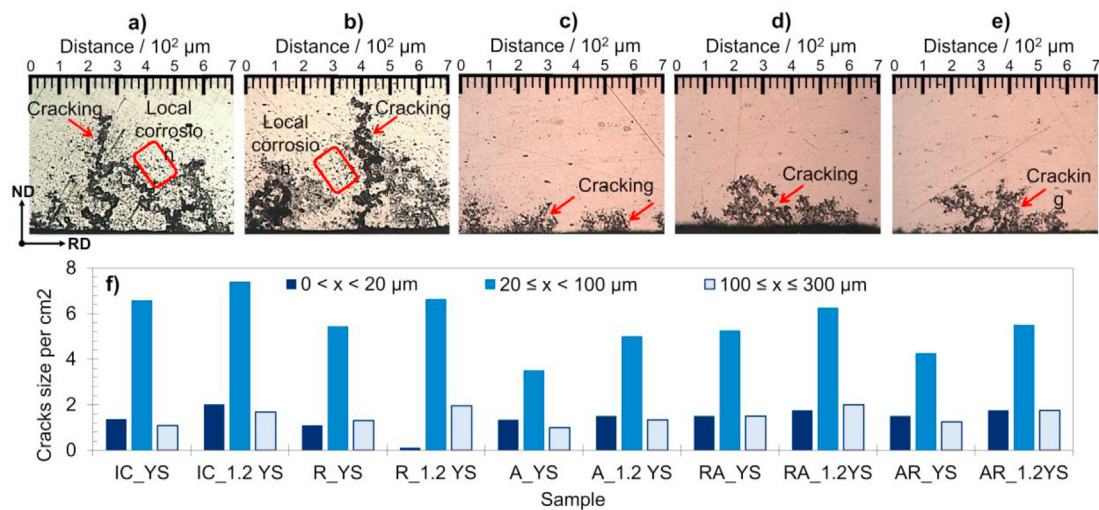 a) b) c) d) e)
Distance / 10² µm Distance / 10² µm Distance / 10² µm Distance / 10² µm Distance / 10² µm
0 1 2 3 4 5 6 7 0 1 2 3 4 5 6 7 0 1 2 3 4 5 6 7 0 1 2 3 4 5 6 7 0 1 2 3 4 5 6 7
Cracking
Local
corrosio
n
Local
corrosio
n
Cracking
Cracking
Cracking
Crackin
g
ND
RD
f)
0 < x < 20 µm 20 ≤ x < 100 µm 100 ≤ x ≤ 300 µm
Cracks size per cm2
8
6
4
2
0
IC_YS IC_1.2 YS R_YS R_1.2 YS A_YS A_1.2 YS RA_YS RA_1.2YS AR_YS AR_1.2YS
Sample